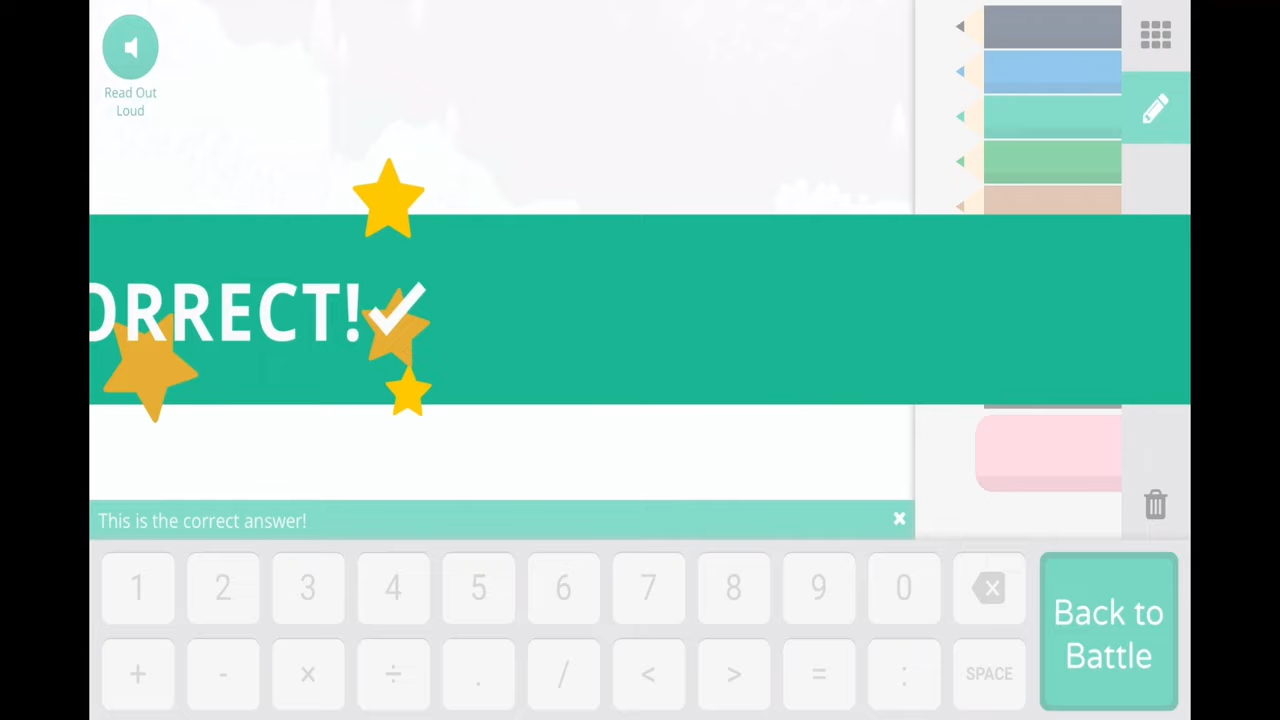 Read Out
Loud
ORRECT!
This is the correct answer!
1 2 3 4 5 6 7 8 9 0
Back to
Battle
+ - × ÷ . / < > = : SPACE